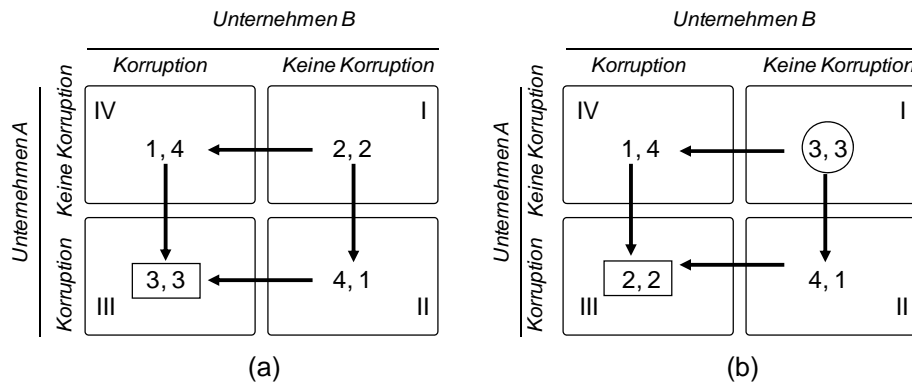 Unternehmen B
Korruption Keine Korruption
Unternehmen A
Keine Korruption
Korruption
IV I
1, 4 2, 2
3, 3 4, 1
III II
(a)
Unternehmen B
Korruption Keine Korruption
Unternehmen A
Keine Korruption
Korruption
IV I
1, 4 3, 3
2, 2 4, 1
III II
(b)